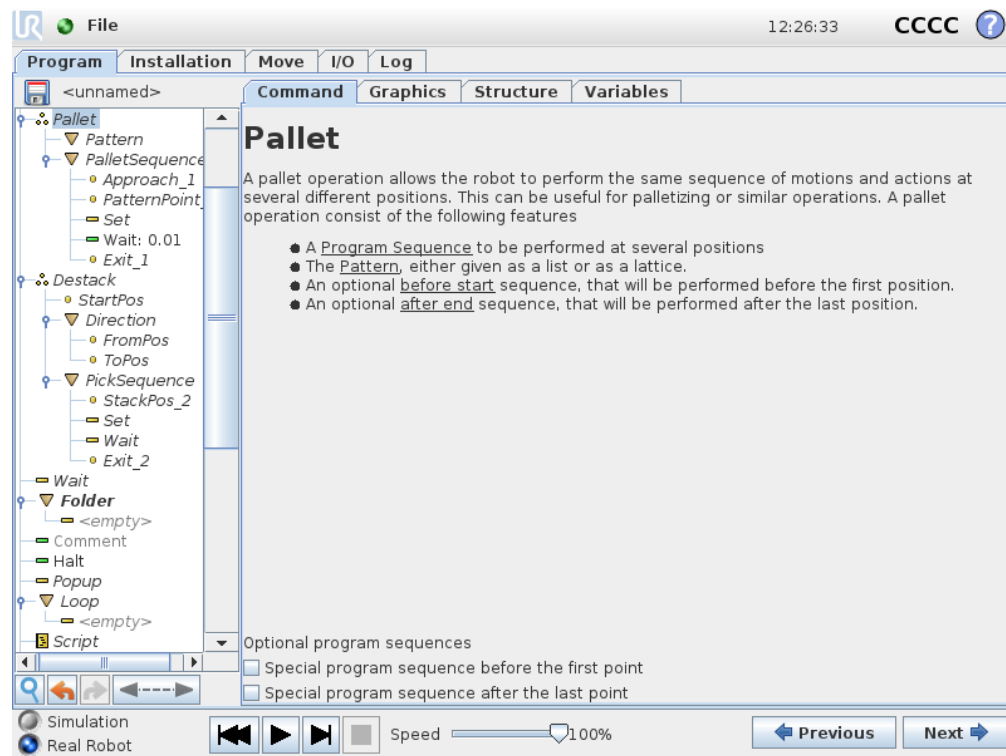 UR File 12:26:33 CCCC ?
Program Installation Move I/O Log
<unnamed> Command Graphics Structure Variables
Pallet
Pattern
PalletSequence
Approach_1
PatternPoint_
Set
Wait: 0.01
Exit_1
Destack
StartPos
Direction
FromPos
ToPos
PickSequence
StackPos_2
Set
Wait
Exit_2
Wait
Folder
<empty>
Comment
Halt
Popup
Loop
<empty>
Script
Pallet
A pallet operation allows the robot to perform the same sequence of motions and actions at
several different positions. This can be useful for palletizing or similar operations. A pallet
operation consist of the following features
A Program Sequence to be performed at several positions
The Pattern, either given as a list or as a lattice.
An optional before start sequence, that will be performed before the first position.
An optional after end sequence, that will be performed after the last position.
Optional program sequences
Special program sequence before the first point
Special program sequence after the last point
Simulation
Real Robot
Speed 100% Previous Next